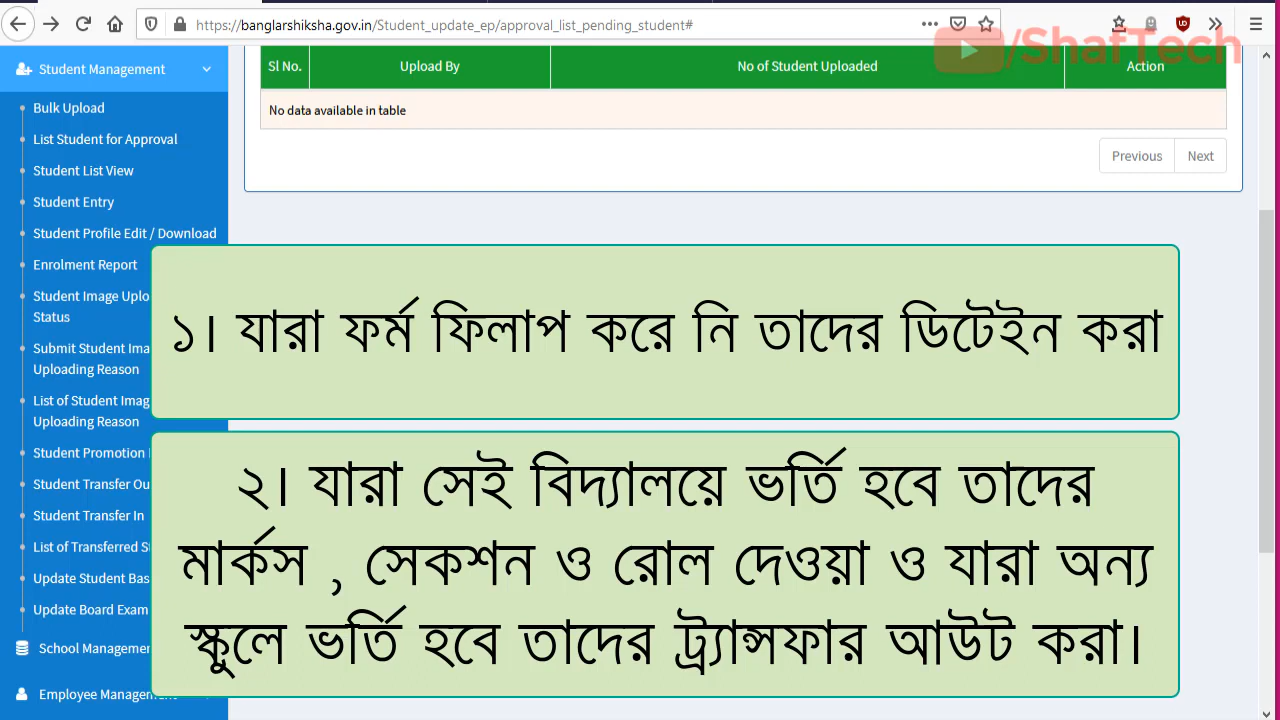 https://banglarshiksha.gov.in/Student_update_ep/approval_list_pending_student#
/ShafTech
Student Management
Bulk Upload
List Student for Approval
Student List View
Student Entry
Student Profile Edit / Download
Enrolment Report
Student Image Uplo
Status
Submit Student Ima
Uploading Reason
List of Student Imag
Uploading Reason
Student Promotion
Student Transfer Ou
Student Transfer In
List of Transferred S
Update Student Bas
Update Board Exam
School Managemen
Employee Management
Sl No. Upload By No of Student Uploaded Action
No data available in table
Previous Next
১। যারা ফর্ম ফিলাপ করে নি তাদের ডিটেইন করা
২। যারা সেই বিদ্যালয়ে ভর্তি হবে তাদের
মার্কস , সেকশন ও রোল দেওয়া ও যারা অন্য
স্কুলে ভর্তি হবে তাদের ট্র্যান্সফার আউট করা।